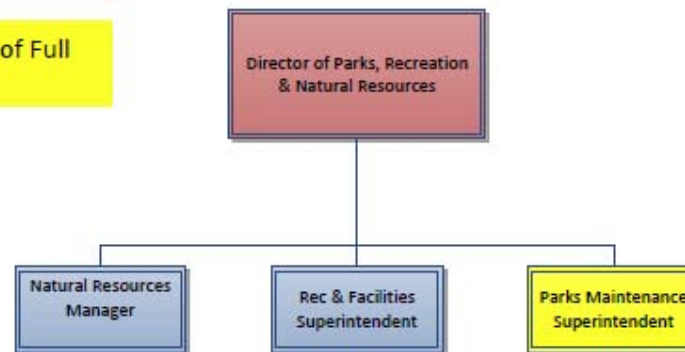 of Full
Director of Parks, Recreation
& Natural Resources
Natural Resources
Manager
Rec & Facilities
Superintendent
Parks Maintenance
Superintendent